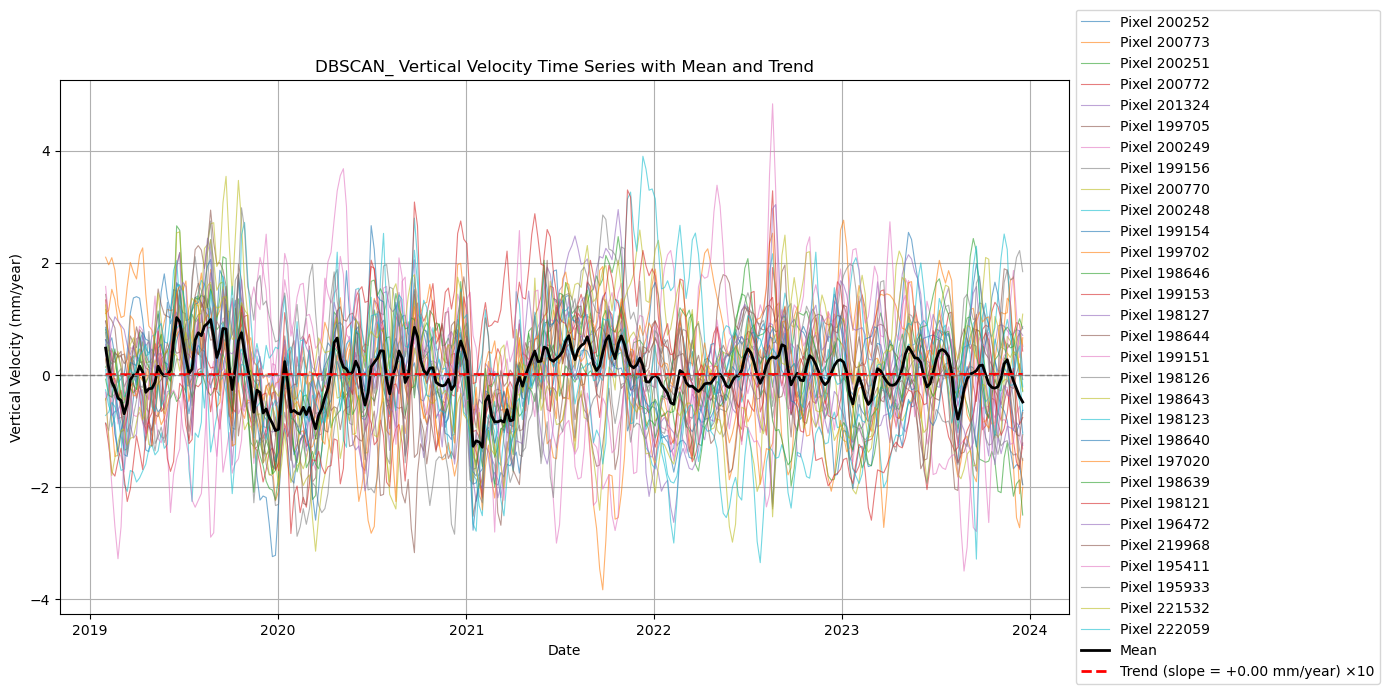 DBSCAN_ Vertical Velocity Time Series with Mean and Trend
Vertical Velocity (mm/year)
4
2
0
−2
−4
2019
2020
2021
2022
2023
2024
Date
Pixel 200252
Pixel 200773
Pixel 200251
Pixel 200772
Pixel 201324
Pixel 199705
Pixel 200249
Pixel 199156
Pixel 200770
Pixel 200248
Pixel 199154
Pixel 199702
Pixel 198646
Pixel 199153
Pixel 198127
Pixel 198644
Pixel 199151
Pixel 198126
Pixel 198643
Pixel 198123
Pixel 198640
Pixel 197020
Pixel 198639
Pixel 198121
Pixel 196472
Pixel 219968
Pixel 195411
Pixel 195933
Pixel 221532
Pixel 222059
Mean
Trend (slope = +0.00 mm/year) ×10